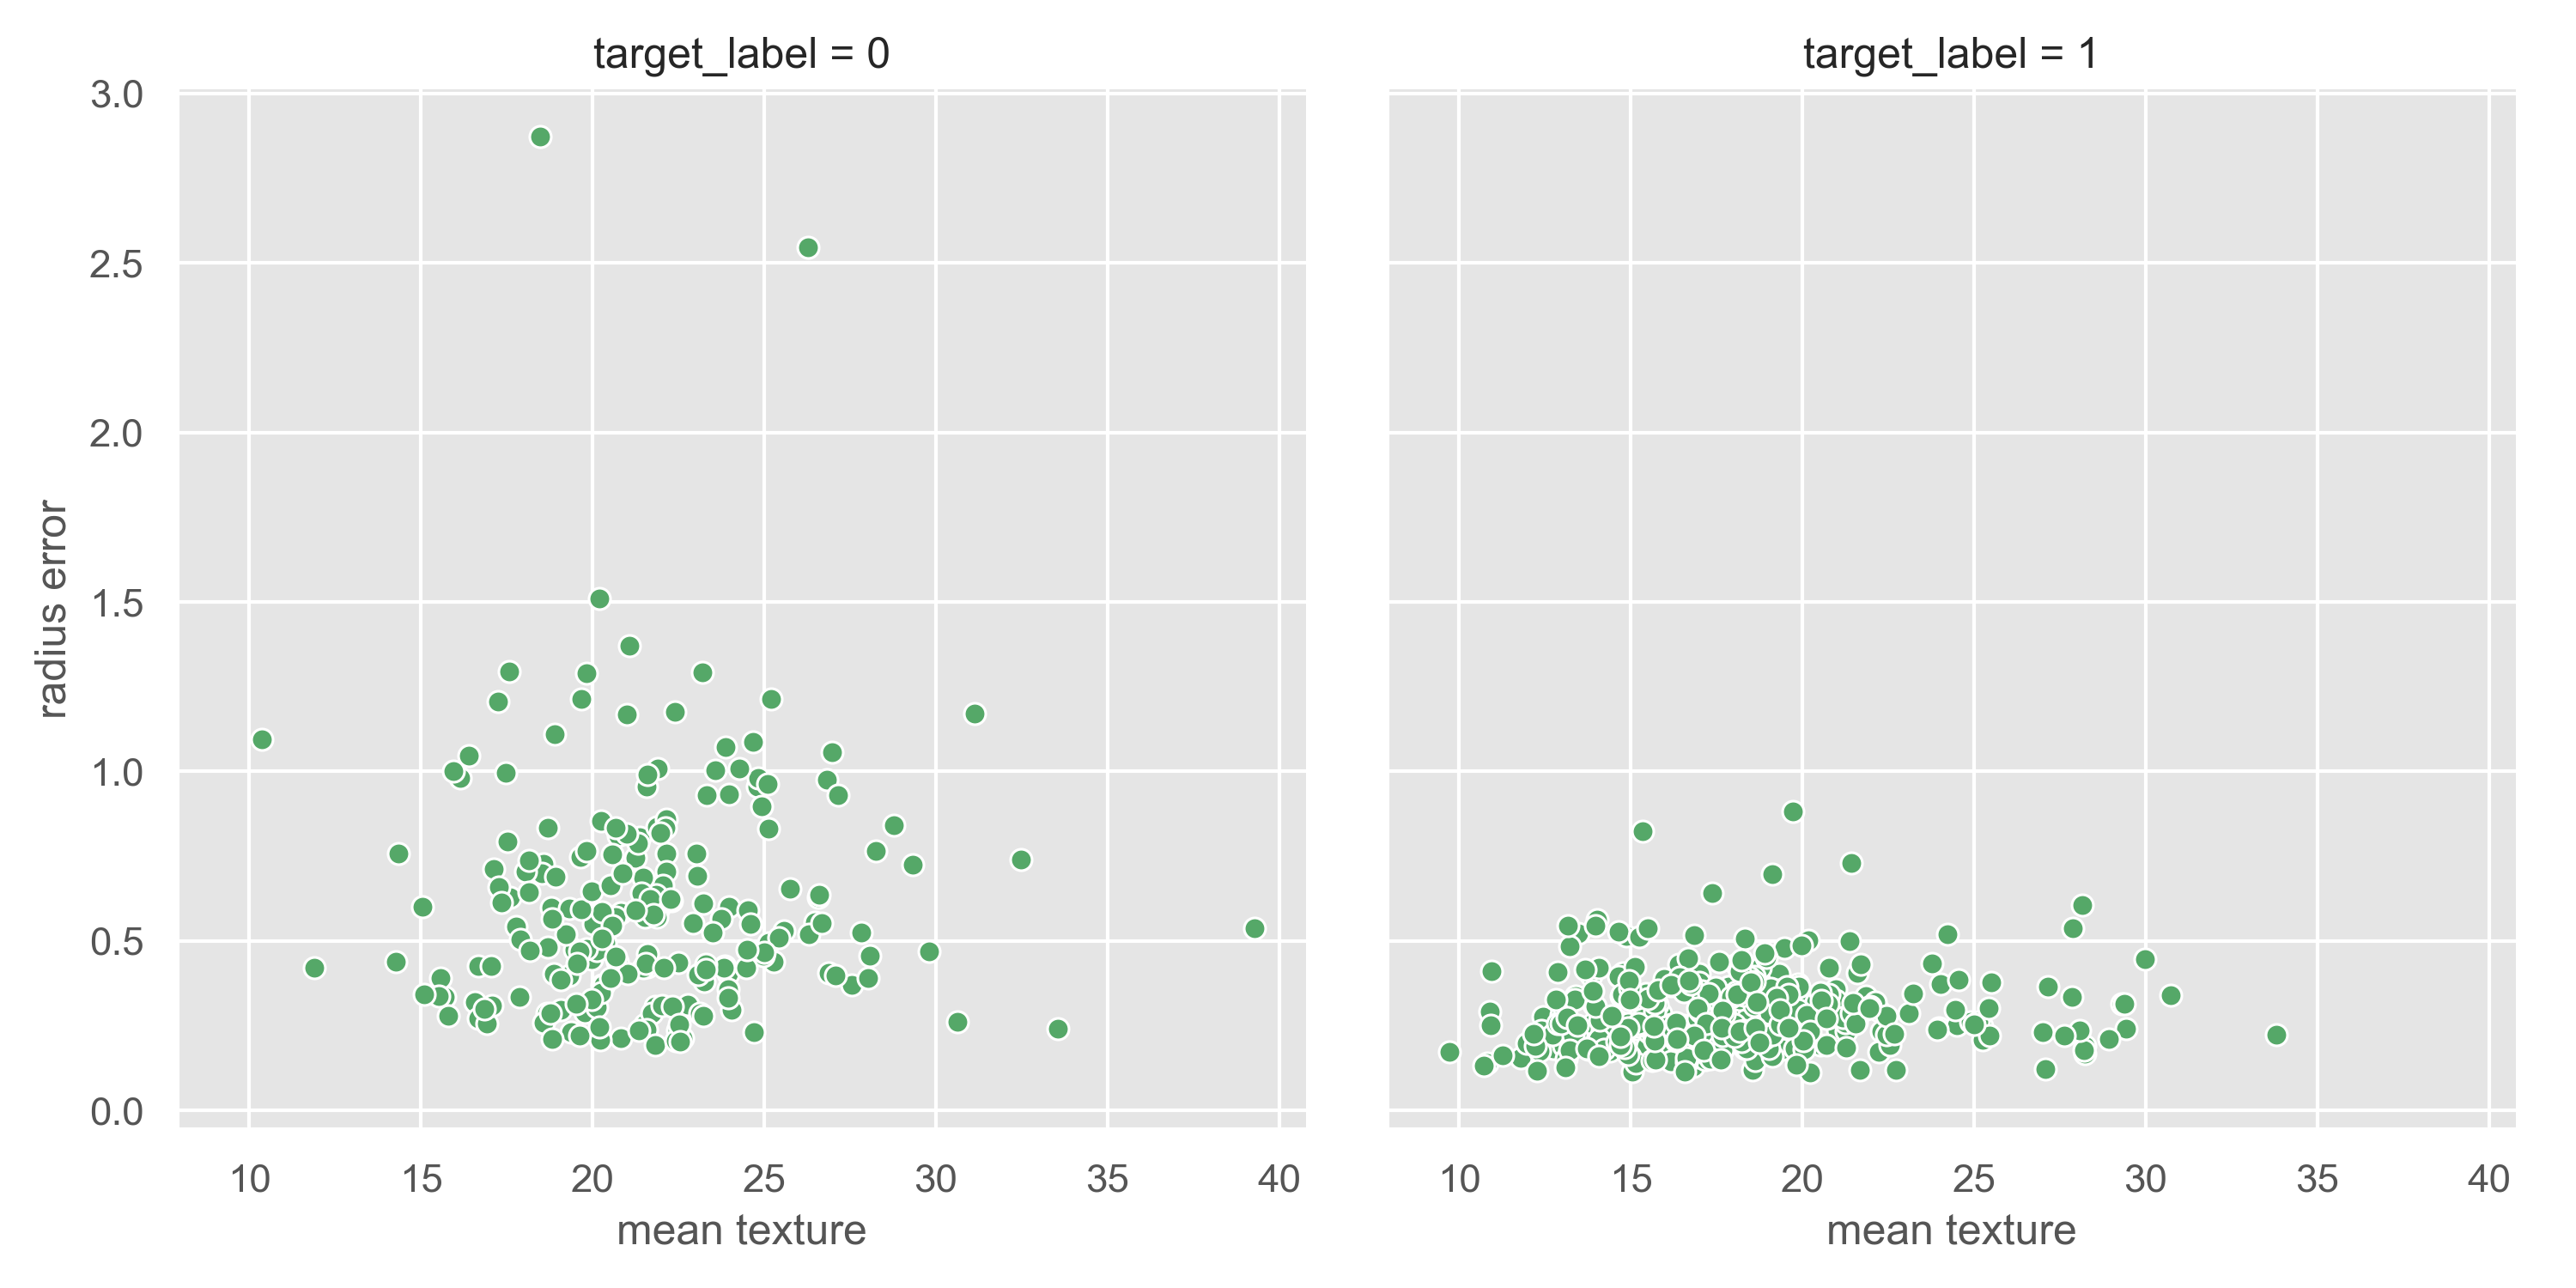 target_label = 0
target_label = 1
3.0
2.5
2.0
1.5
1.0
0.5
0.0
radius error
10 15 20 25 30 35 40
10 15 20 25 30 35 40
mean texture
mean texture